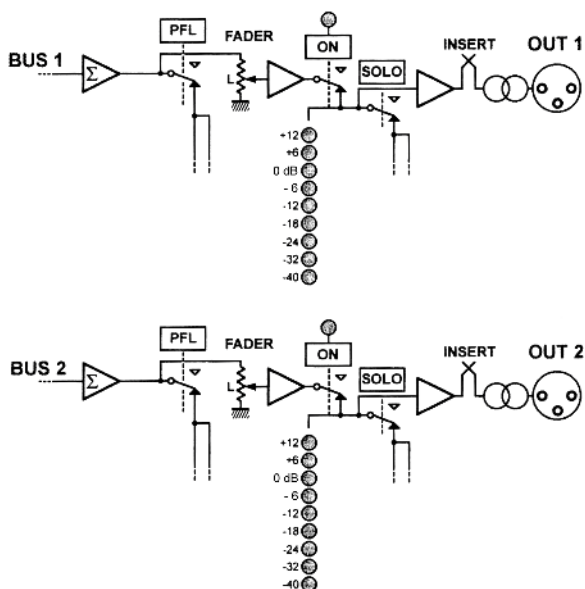 PFL
FADER
ON
SOLO
INSERT
OUT 1
BUS 1
Σ
L
+12
+6
0 dB
- 6
-12
-18
-24
-32
-40
PFL
FADER
ON
SOLO
INSERT
OUT 2
BUS 2
Σ
L
+12
+6
0 dB
- 6
-12
-18
-24
-32
-40